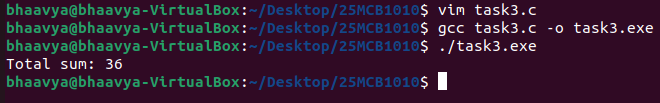 bhaavya@bhaavya-VirtualBox:~/Desktop/25MCB1010$ vim task3.c
bhaavya@bhaavya-VirtualBox:~/Desktop/25MCB1010$ gcc task3.c -o task3.exe
bhaavya@bhaavya-VirtualBox:~/Desktop/25MCB1010$ ./task3.exe
Total sum: 36
bhaavya@bhaavya-VirtualBox:~/Desktop/25MCB1010$